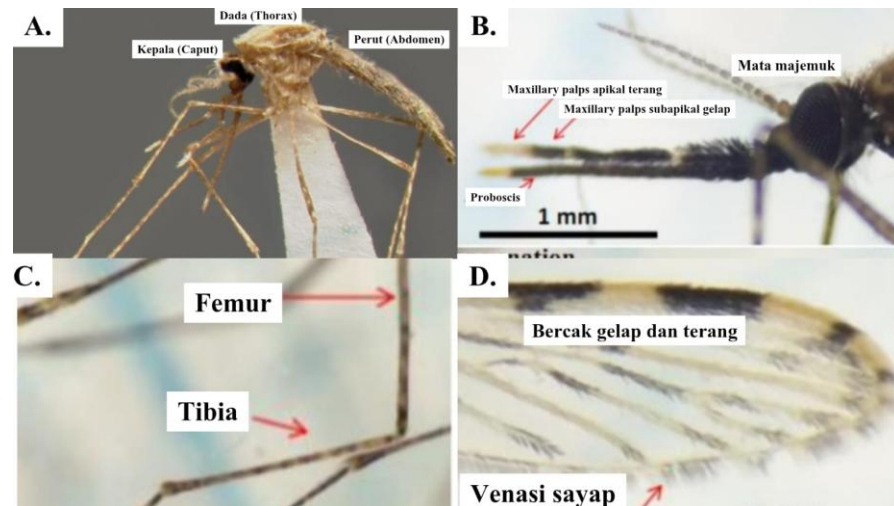 A.
Dada (Thorax)
Kepala (Caput)
Perut (Abdomen)
B.
Mata majemuk
Maxillary palps apikal terang
Maxillary palps subapikal gelap
Proboscis
1 mm
C.
Femur
Tibia
D.
Bercak gelap dan terang
Venasi sayap